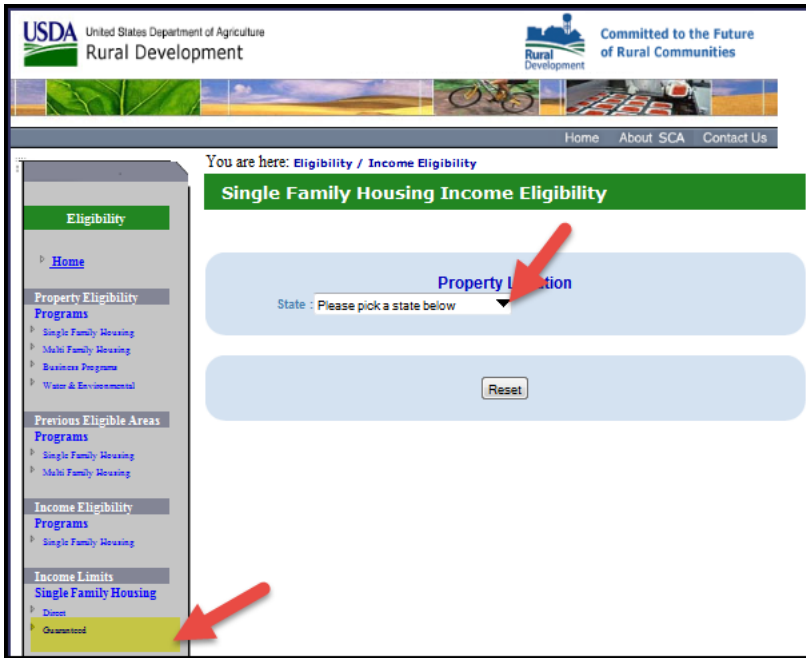 USDA United States Department of Agriculture
Rural Development
Rural
Development
Committed to the Future
of Rural Communities
Home About SCA Contact Us
You are here: Eligibility / Income Eligibility
Single Family Housing Income Eligibility
Eligibility
Home
Property Eligibility
Programs
Single Family Housing
Multi Family Housing
Business Programs
Water & Environmental
Previous Eligible Areas
Programs
Single Family Housing
Multi Family Housing
Income Eligibility
Programs
Single Family Housing
Income Limits
Single Family Housing
Direct
Guaranteed
Property
State : Please pick a state below
Reset